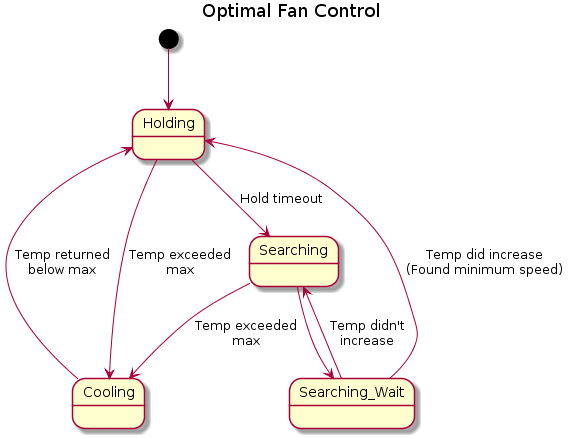 Optimal Fan Control
Holding
Hold timeout
Searching
Temp returned
below max
Temp exceeded
max
Temp did increase
(Found minimum speed)
Temp exceeded
max
Temp didn't
increase
Cooling
Searching_Wait